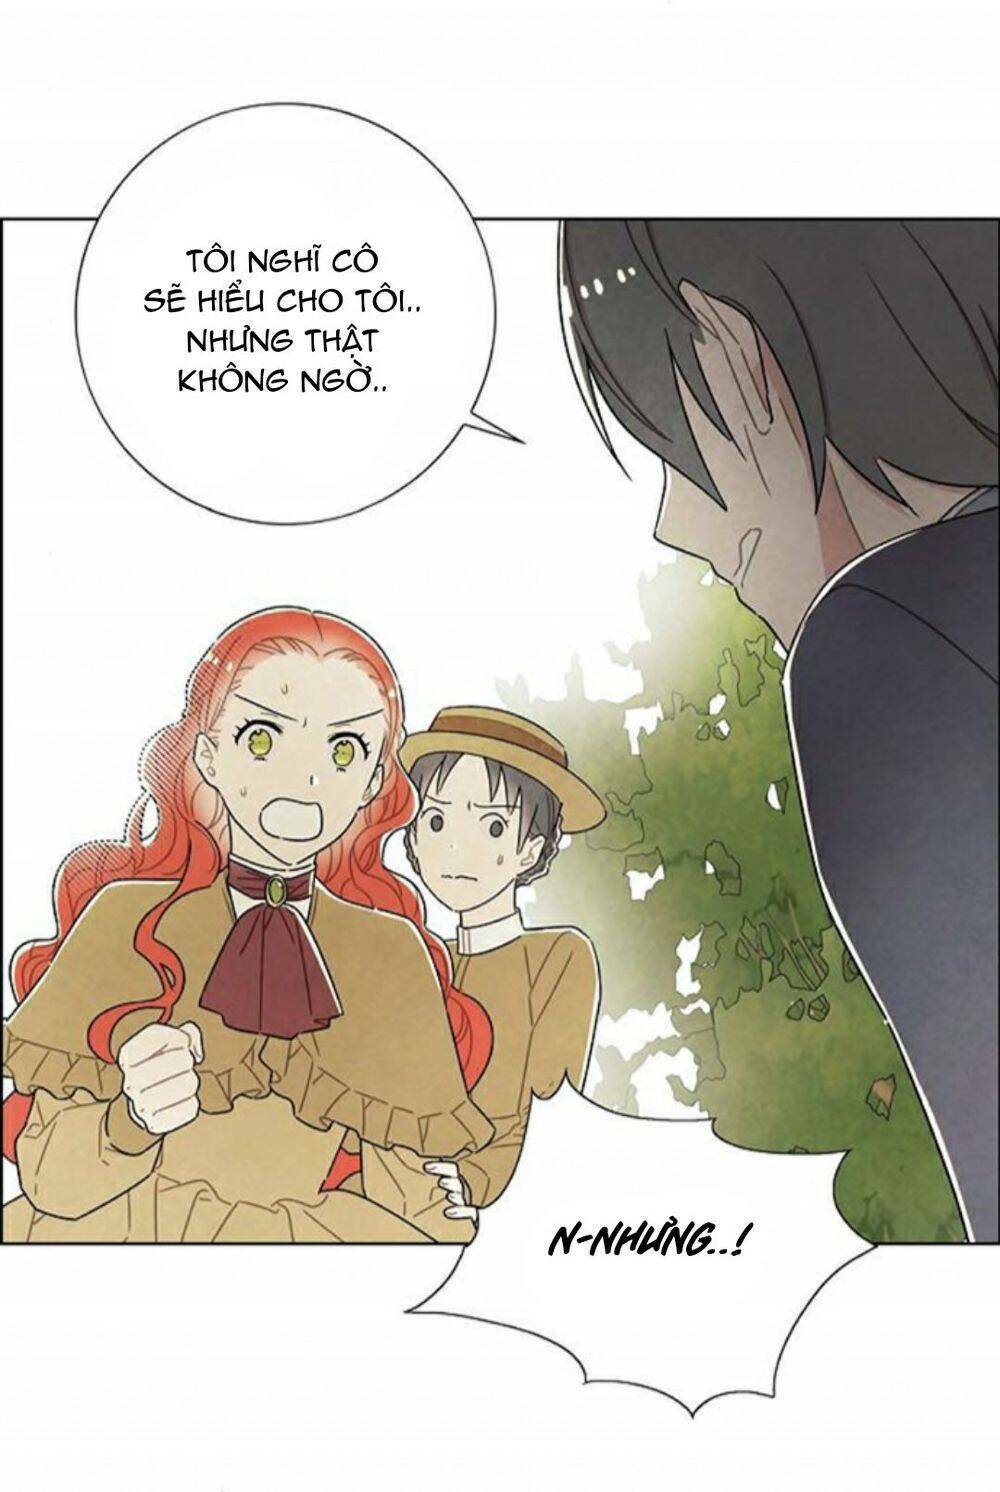 TÔI NGHĨ CÔ
SẼ HIỂU CHO TÔI..
NHƯNG THẬT
KHÔNG NGỜ..
N-NHƯNG..!